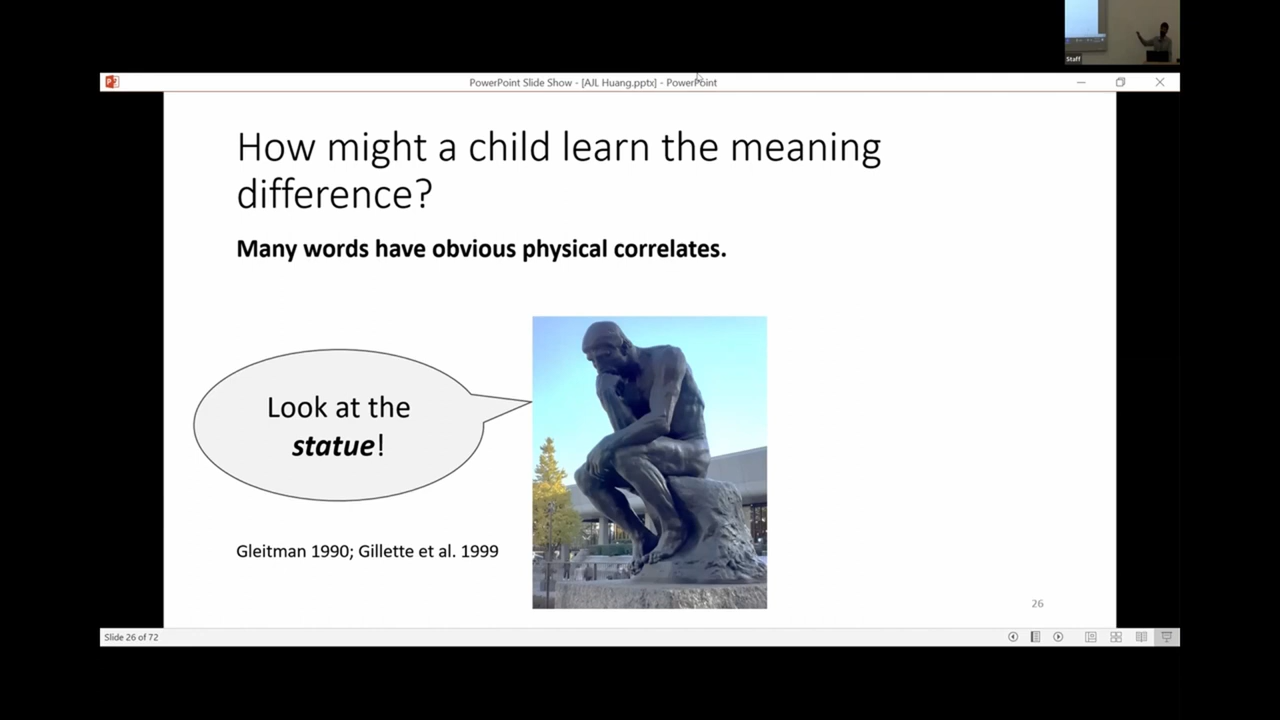 Staff
PowerPoint Slide Show - [AJL Huang.pptx] - PowerPoint
How might a child learn the meaning
difference?
Many words have obvious physical correlates.
Look at the
statue!
Gleitman 1990; Gillette et al. 1999
26
Slide 26 of 72